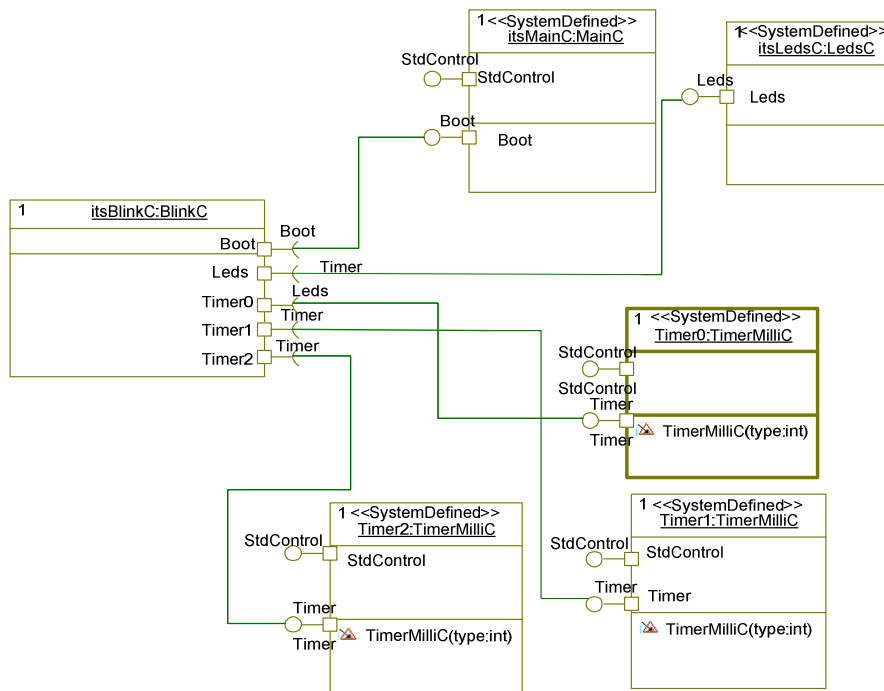 1 <<SystemDefined>>
itsMainC:MainC
StdControl
StdControl
Boot
Boot
1<<SystemDefined>>
itsLedsC:LedsC
Leds
Leds
1
itsBlinkC:BlinkC
Boot
Boot
Leds
Timer
Timer0
Leds
Timer1
Timer
Timer2
Timer
1 <<SystemDefined>>
Timer0:TimerMilliC
StdControl
StdControl
Timer
Timer
TimerMilliC(type:int)
1 <<SystemDefined>>
Timer2:TimerMilliC
StdControl
StdControl
Timer
Timer
TimerMilliC(type:int)
1 <<SystemDefined>>
Timer1:TimerMilliC
StdControl
StdControl
Timer
Timer
TimerMilliC(type:int)